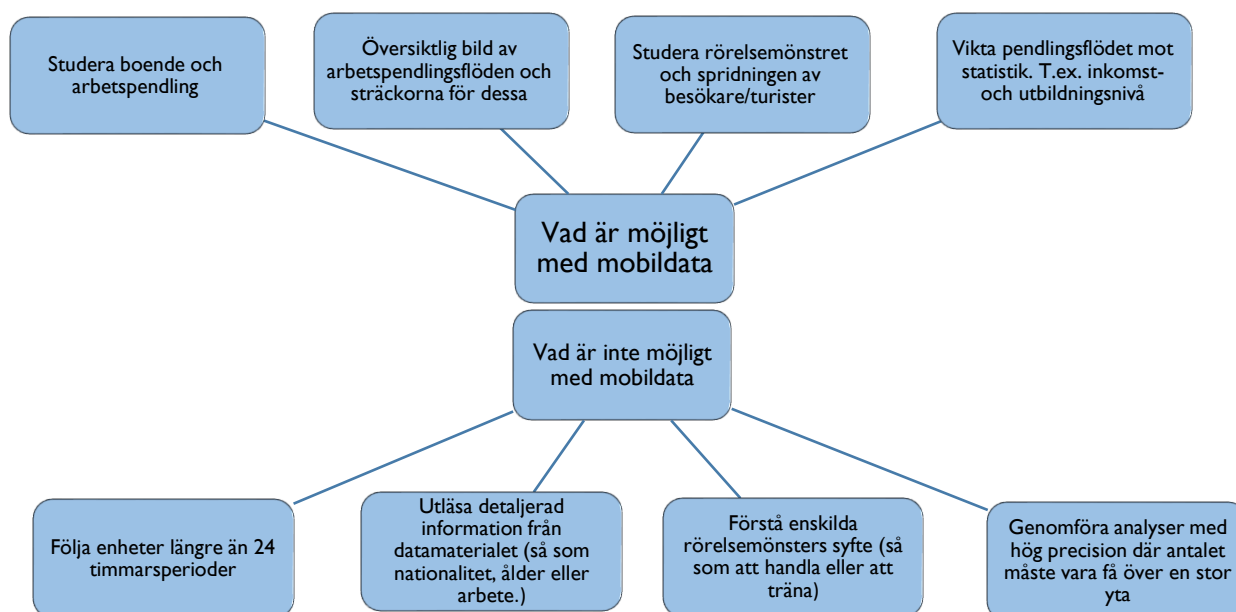 Studera boende och
arbetspendling
Översiktlig bild av
arbetspendlingsflöden och
sträckorna för dessa
Studera rörelsemönstret
och spridningen av
besökare/turister
Vikta pendlingsflödet mot
statistik. T.ex. inkomst-
och utbildningsnivå
Vad är möjligt
med mobildata
Vad är inte möjligt
med mobildata
Följa enheter längre än 24
timmarsperioder
Utläsa detaljerad
information från
datamaterialet (så som
nationalitet, ålder eller
arbete.)
Förstå enskilda
rörelsemönsters syfte (så
som att handla eller att
träna)
Genomföra analyser med
hög precision där antalet
måste vara få över en stor
yta